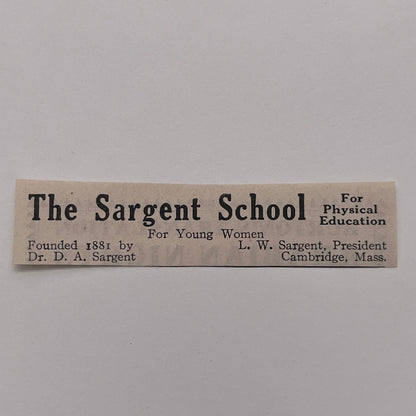 The Sargent School For Physical Education
For Young Women
Founded 1881 by L. W. Sargent, President
Dr. D. A. Sargent Cambridge, Mass.